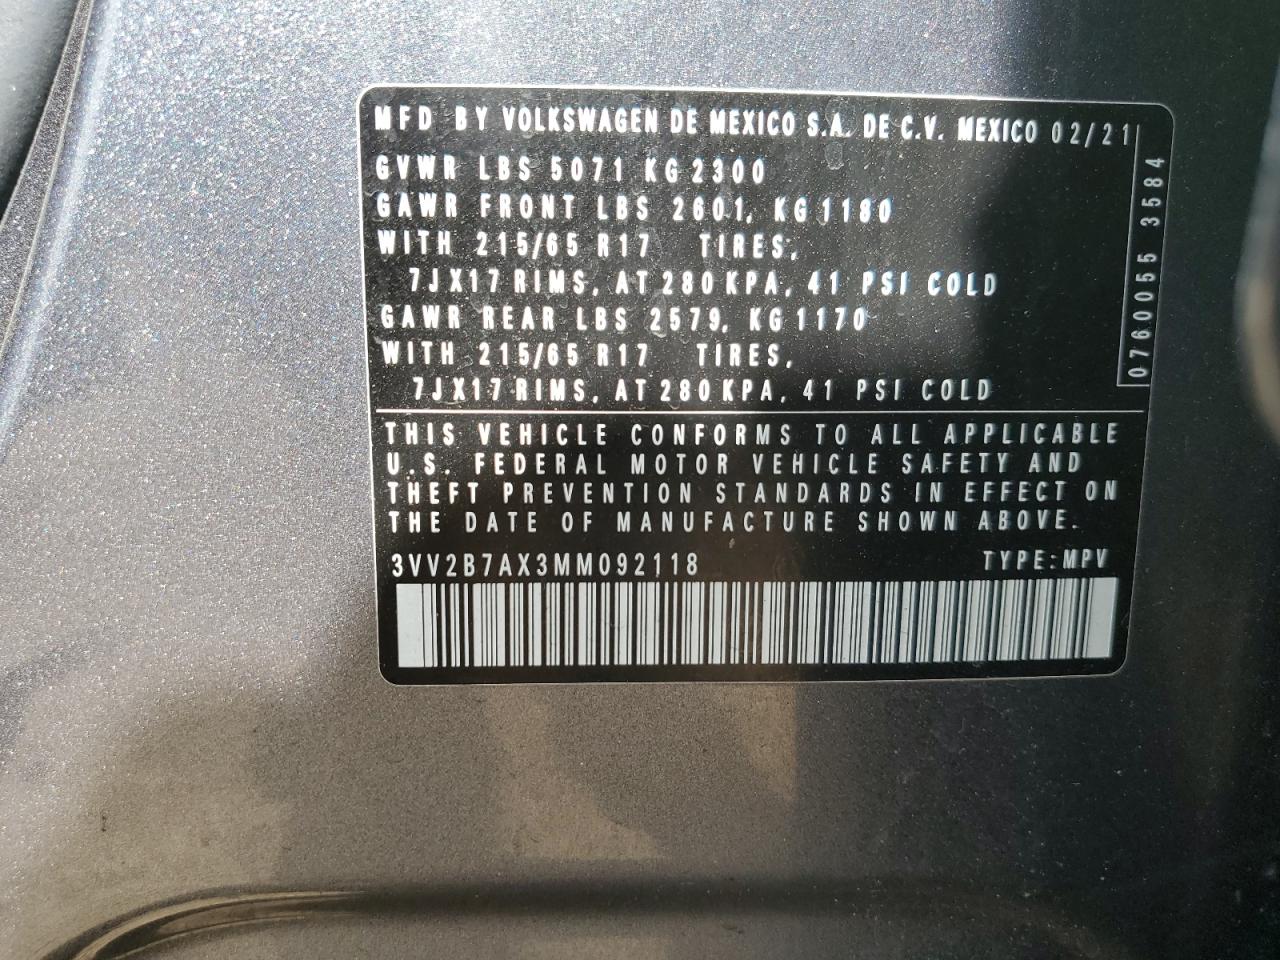 MFD BY VOLKSWAGEN DE MEXICO S.A. DE C.V. MEXICO 02/21
GVWR LBS 5071 KG 2300
GAWR FRONT LBS 2601, KG 1180
WITH 215/65 R17 TIRES,
7JX17 RIMS, AT 280 KPA, 41 PSI COLD
GAWR REAR LBS 2579, KG 1170
WITH 215/65 R17 TIRES,
7JX17 RIMS, AT 280 KPA, 41 PSI COLD
0760055 3584
THIS VEHICLE CONFORMS TO ALL APPLICABLE
U.S. FEDERAL MOTOR VEHICLE SAFETY AND
THEFT PREVENTION STANDARDS IN EFFECT ON
THE DATE OF MANUFACTURE SHOWN ABOVE.
3VV2B7AX3MM092118 TYPE: MPV